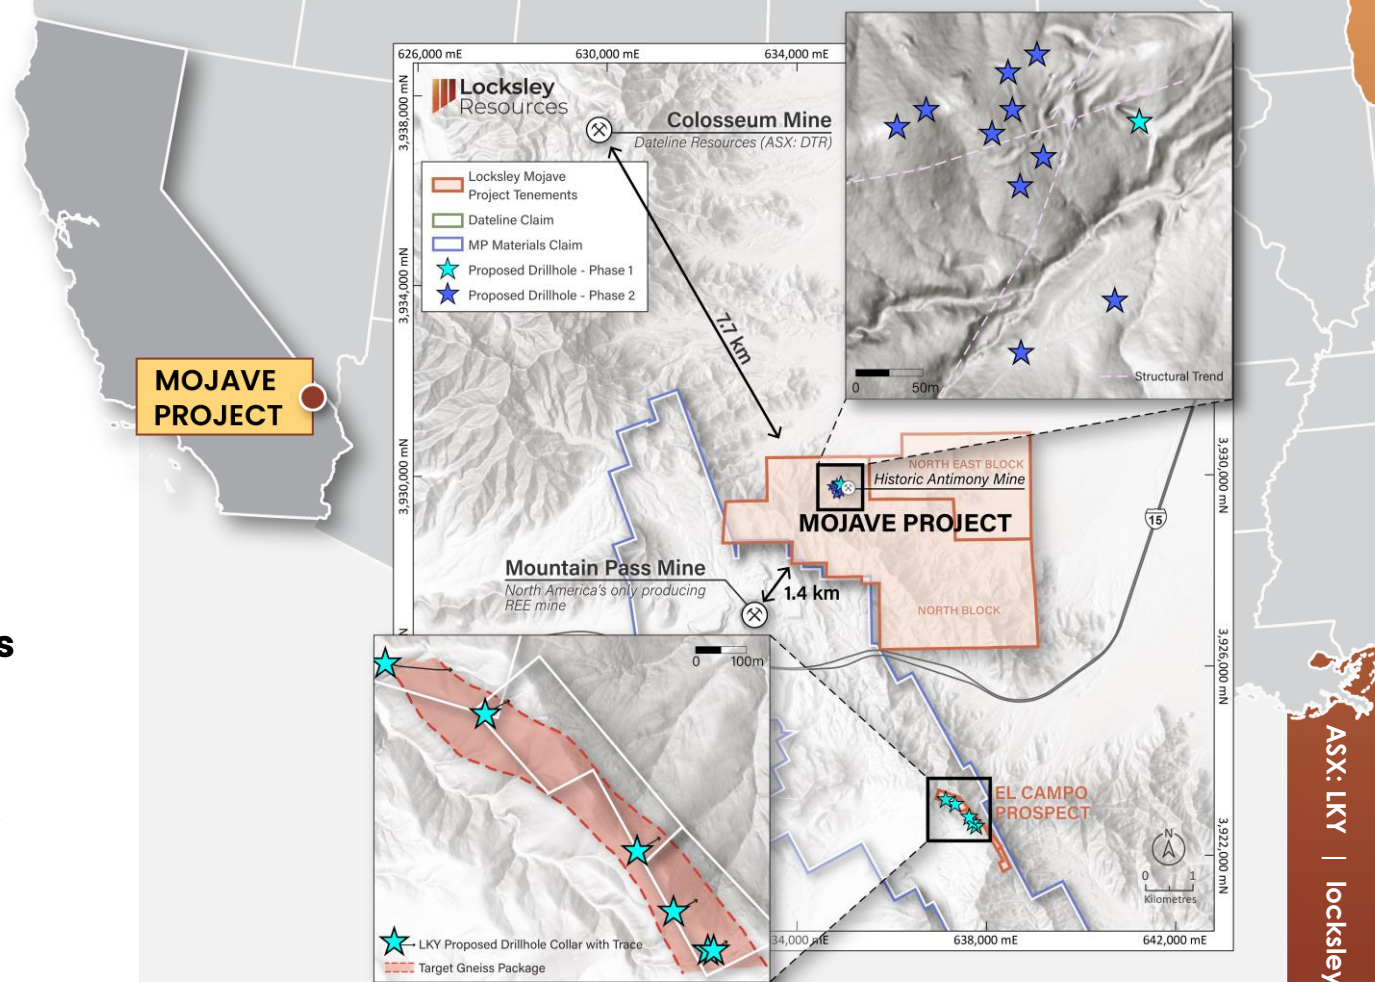 626,000 mE
630,000 mE
634,000 mE
3,938,000 mN
3,934,000 mN
3,930,000 mN
N
Locksley
Resources
Colosseum Mine
Dateline Resources (ASX: DTR)
Locksley Mojave
Project Tenements
Dateline Claim
MP Materials Claim
Proposed Drillhole - Phase 1
Proposed Drillhole - Phase 2
7.7 km
0 50m
Structural Trend
MOJAVE
PROJECT
NORTH EAST BLOCK
Historic Antimony Mine
MOJAVE PROJECT
15
3,930,000 mN
Mountain Pass Mine
North America's only producing
REE mine
1.4 km
NORTH BLOCK
3,926,000 mN
s
0 100m
LKY Proposed Drillhole Collar with Trace
Target Gneiss Package
EL CAMPO
PROSPECT
N
0 1
Kilometres
3,922,000 mN
34,000 mE
638,000 mE
642,000 mE
ASX: LKY | locksley